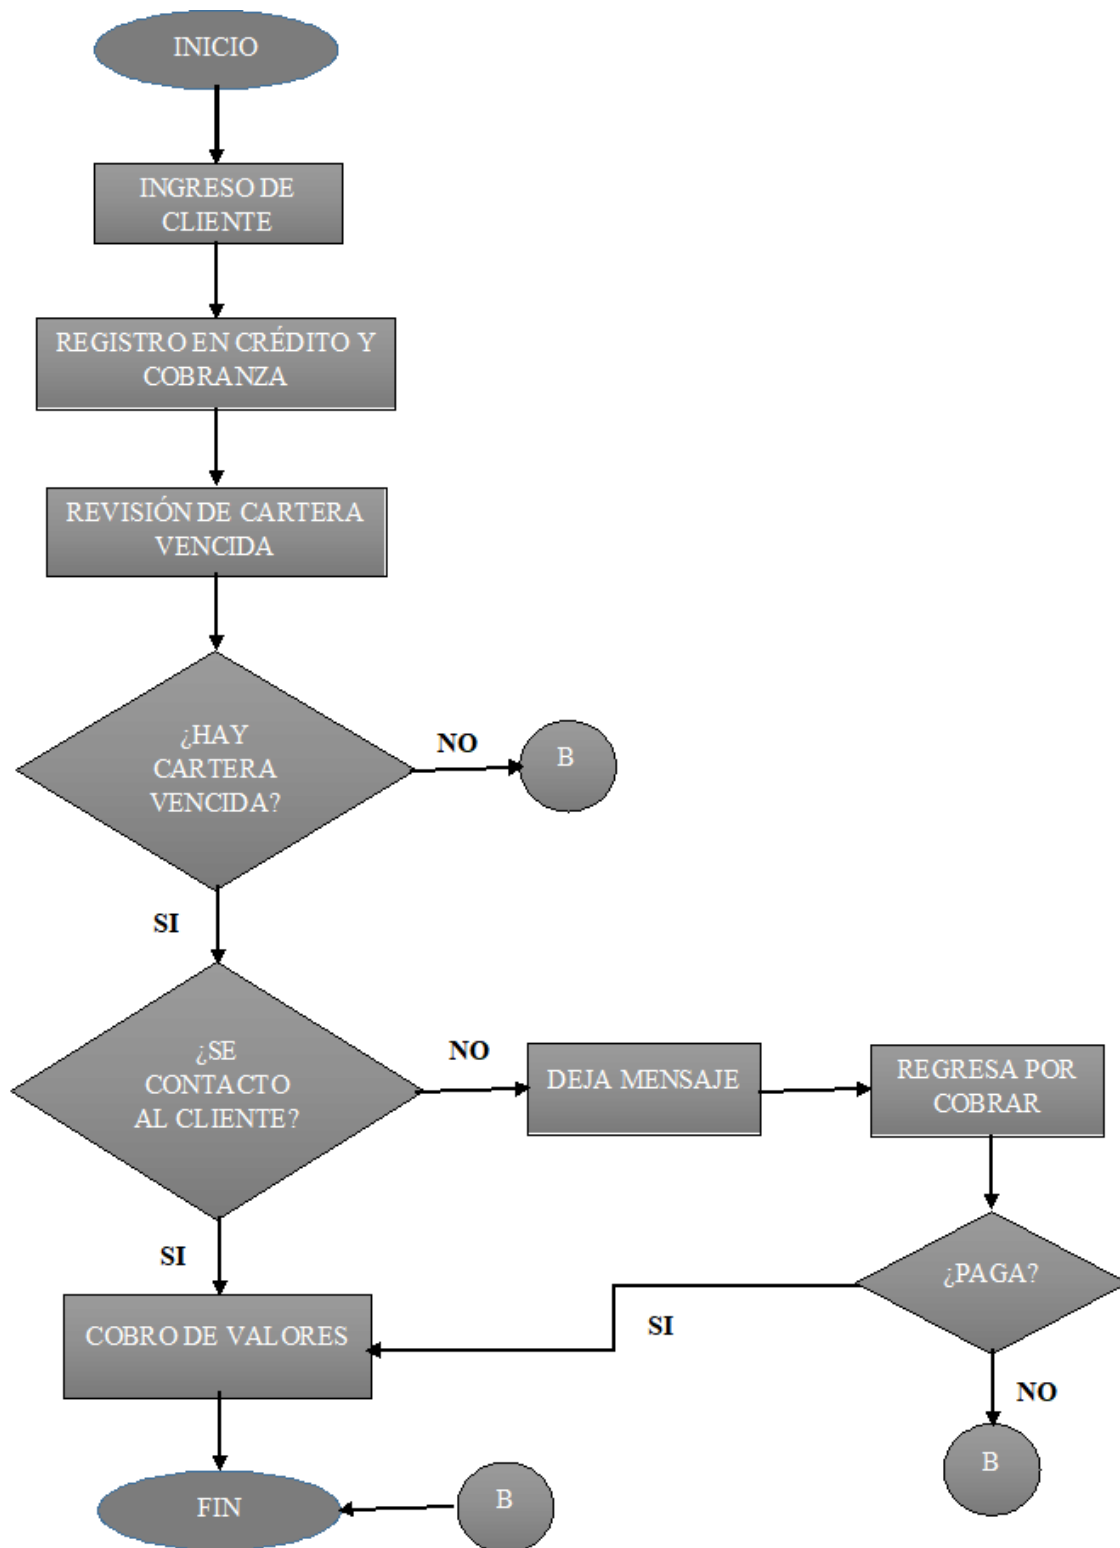 INICIO
INGRESO DE
CLIENTE
REGISTRO EN CRÉDITO Y
COBRANZA
REVISIÓN DE CARTERA
VENCIDA
¿HAY
CARTERA
VENCIDA?
NO
B
SI
¿SE
CONTACTO
AL CLIENTE?
NO
DEJA MENSAJE
REGRESA POR
COBRAR
¿PAGA?
SI
SI
COBRO DE VALORES
NO
B
FIN
B